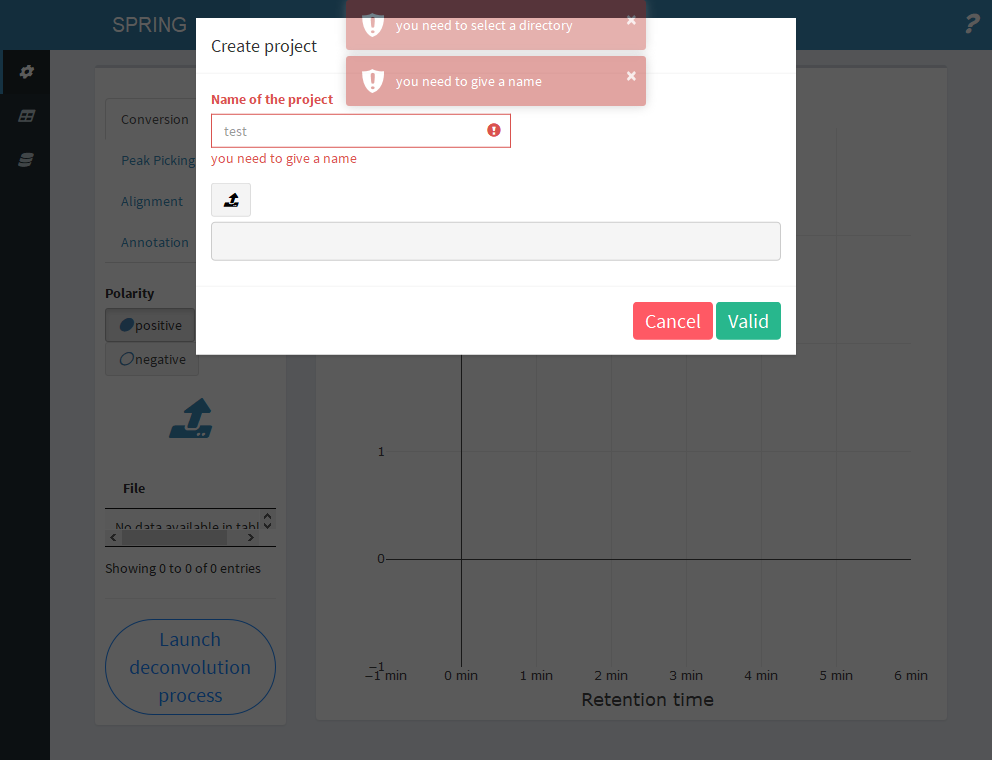 SPRING
?
you need to select a directory
×
you need to give a name
×
Create project
Name of the project
test
you need to give a name
Cancel
Valid
Conversion
Peak Picking
Alignment
Annotation
Polarity
positive
negative
File
No data available in tabl
Showing 0 to 0 of 0 entries
Launch
deconvolution
process
1
0
−1
−1 min
0 min
1 min
2 min
3 min
4 min
5 min
6 min
Retention time